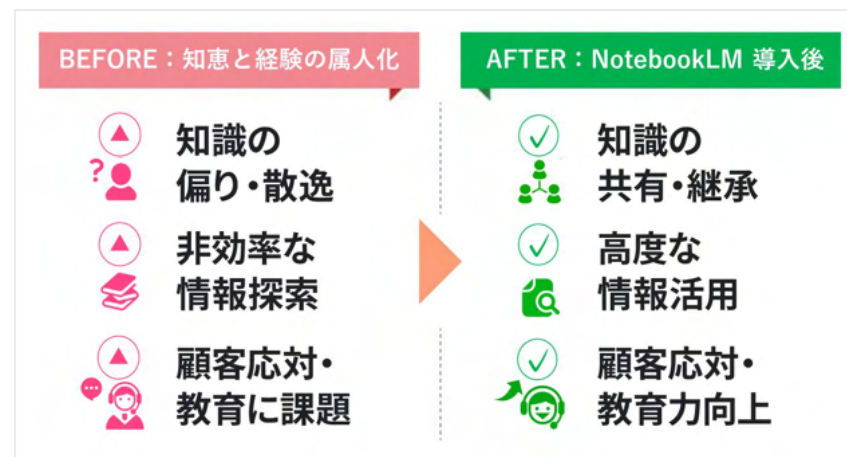 BEFORE：知恵と経験の属人化
知識の
偏り・散逸
非効率な
情報探索
顧客応対・
教育に課題
AFTER：NotebookLM 導入後
知識の
共有・継承
高度な
情報活用
顧客応対・
教育力向上